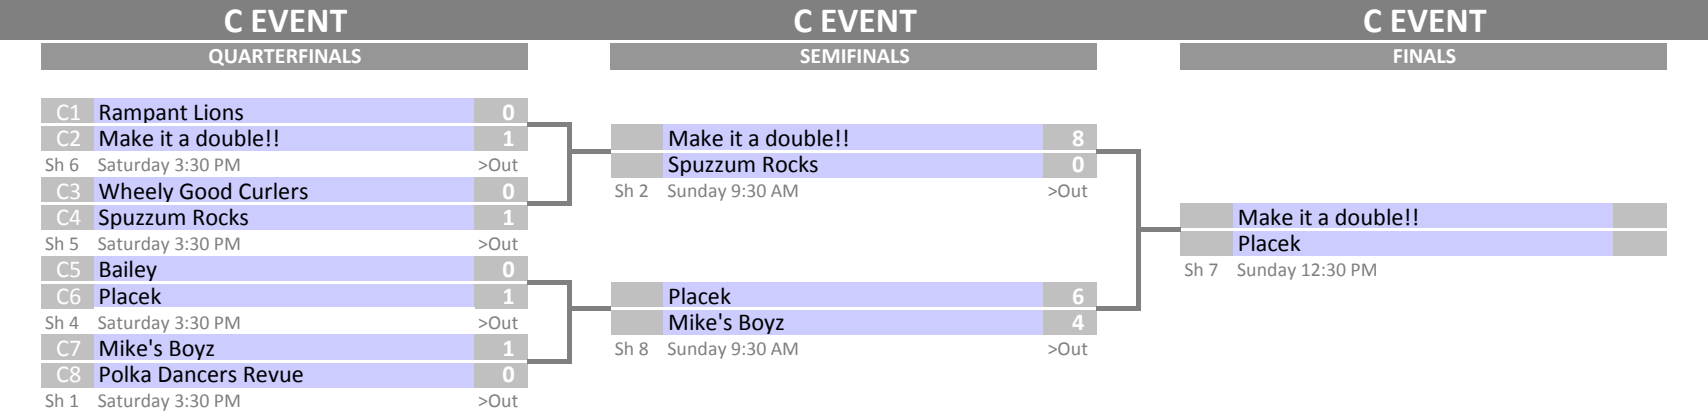 C EVENT
C EVENT
C EVENT
QUARTERFINALS
SEMIFINALS
FINALS
C1 Rampant Lions 0
C2 Make it a double!! 1
Sh 6 Saturday 3:30 PM >Out
C3 Wheely Good Curlers 0
C4 Spuzzum Rocks 1
Sh 5 Saturday 3:30 PM >Out
C5 Bailey 0
C6 Placek 1
Sh 4 Saturday 3:30 PM >Out
C7 Mike's Boyz 1
C8 Polka Dancers Revue 0
Sh 1 Saturday 3:30 PM >Out
Make it a double!! 8
Spuzzum Rocks 0
Sh 2 Sunday 9:30 AM >Out
Placek 6
Mike's Boyz 4
Sh 8 Sunday 9:30 AM >Out
Make it a double!!
Placek
Sh 7 Sunday 12:30 PM